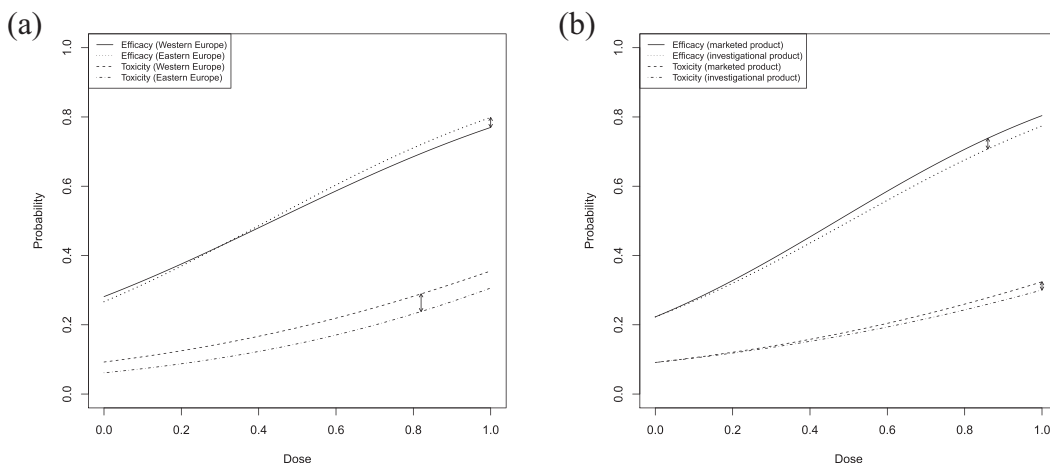 (a)
Efficacy (Western Europe)
Efficacy (Eastern Europe)
Toxicity (Western Europe)
Toxicity (Eastern Europe)
1.0
0.8
0.6
0.4
0.2
0.0
Probability
0.0 0.2 0.4 0.6 0.8 1.0
Dose
(b)
Efficacy (marketed product)
Efficacy (investigational product)
Toxicity (marketed product)
Toxicity (investigational product)
1.0
0.8
0.6
0.4
0.2
0.0
Probability
0.0 0.2 0.4 0.6 0.8 1.0
Dose